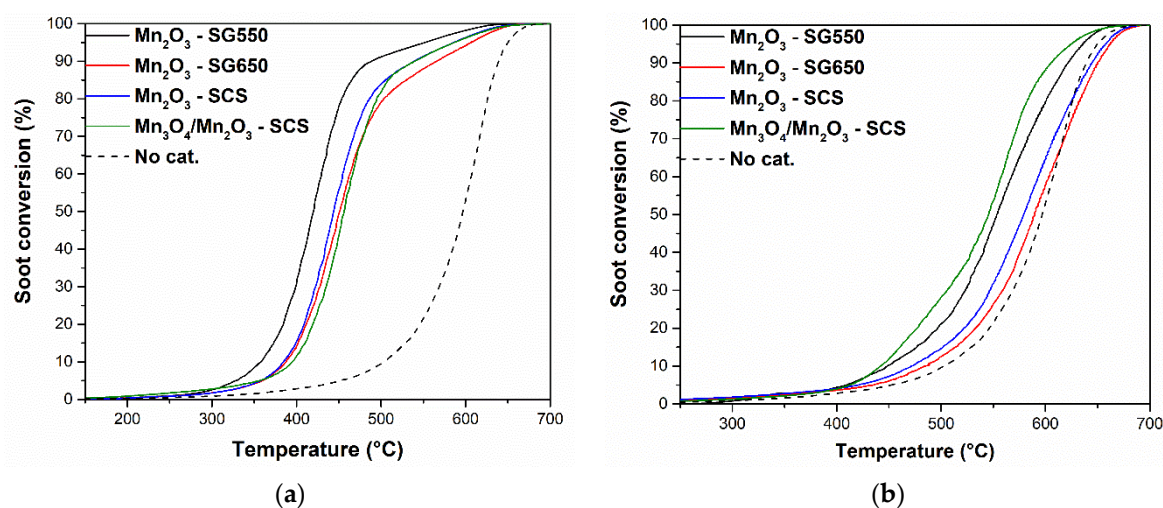 100
90
80
70
60
50
40
30
20
10
0
Soot conversion (%)
Mn₂O₃ - SG550
Mn₂O₃ - SG650
Mn₂O₃ - SCS
Mn₃O₄/Mn₂O₃ - SCS
No cat.
200 300 400 500 600 700
Temperature (°C)
(a)
100
90
80
70
60
50
40
30
20
10
0
Soot conversion (%)
Mn₂O₃ - SG550
Mn₂O₃ - SG650
Mn₂O₃ - SCS
Mn₃O₄/Mn₂O₃ - SCS
No cat.
300 400 500 600 700
Temperature (°C)
(b)